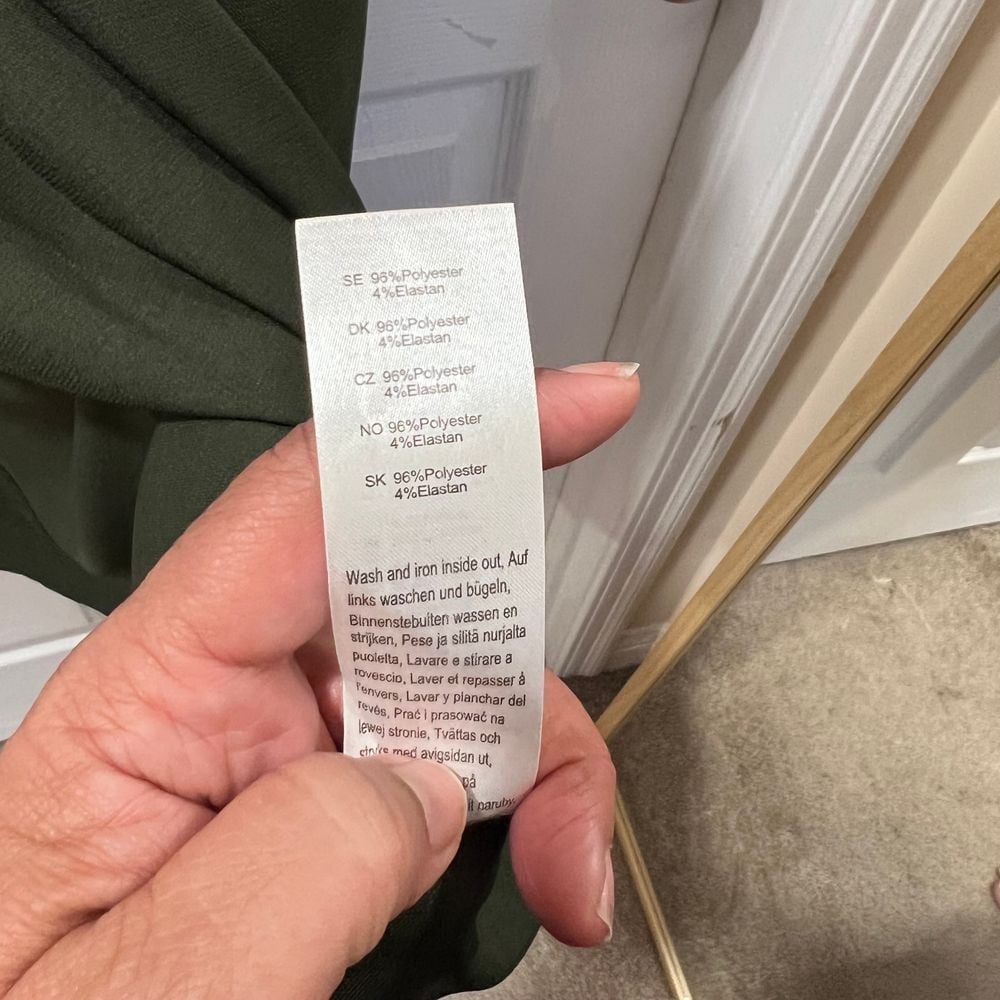 SE 96%Polyester
4%Elastan
DK 96%Polyester
4%Elastan
CZ 96%Polyester
4%Elastan
NO 96%Polyester
4%Elastan
SK 96%Polyester
4%Elastan
Wash and iron inside out, Auf
links waschen und bügeln,
Binnenstebuiten wassen en
strijken, Pese ja silitä nurjalta
puolelta, Lavare e stirare a
rovescio, Laver et repasser à
l'envers, Lavar y planchar del
revés, Prać i prasować na
lewej stronie, Tvättas och
med avigsidan ut,
på
naruby,